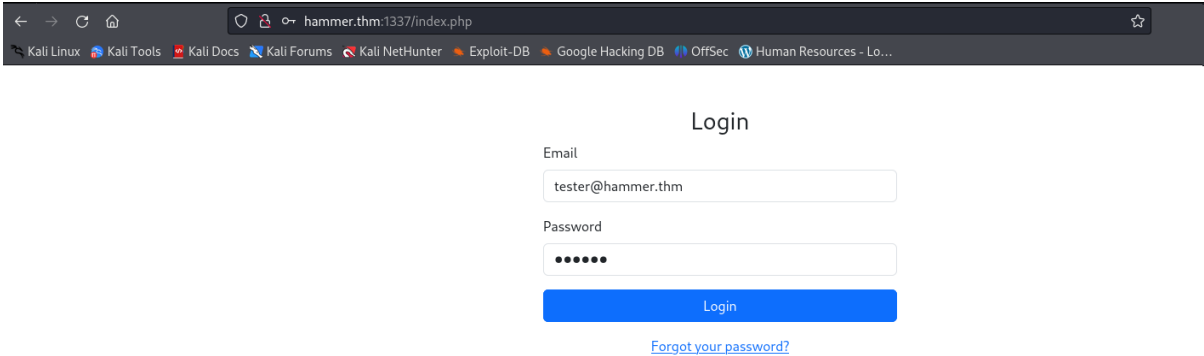 hammer.thm:1337/index.php
Kali Linux Kali Tools Kali Docs Kali Forums Kali NetHunter Exploit-DB Google Hacking DB OffSec Human Resources - Lo...
Login
Email
tester@hammer.thm
Password
••••••
Login
Forgot your password?